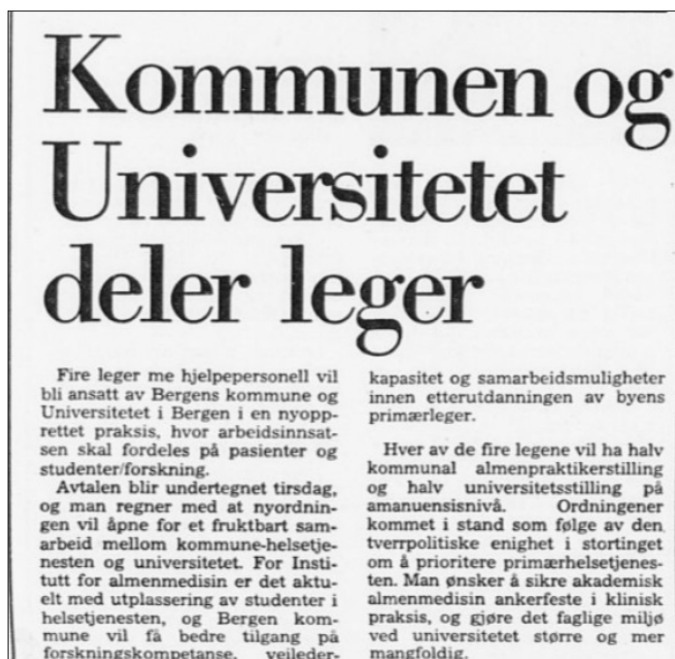 Kommunen og
Universitetet
deler leger
Fire leger me hjelpepersonell vil
bli ansatt av Bergens kommune og
Universitetet i Bergen i en nyopp-
rettet praksis, hvor arbeidsinnsat-
sen skal fordeles på pasienter og
studenter/forskning.
Avtalen blir undertegnet tirsdag,
og man regner med at nyordnin-
gen vil åpne for et fruktbart sam-
arbeid mellom kommune-helsetje-
nesten og universitetet. For Insti-
tutt for almenmedisin er det aktu-
elt med utplassering av studenter i
helsetjenesten, og Bergen kom-
mune vil få bedre tilgang på
forskningskompetanse, veileder-
kapasitet og samarbeidsmuligheter
innen etterutdanningen av byens
primærleger.
Hver av de fire legene vil ha halv
kommunal almenpraktikerstilling
og halv universitetsstilling på
amanuensisnivå. Ordningener
kommet i stand som følge av den
tverrpolitiske enighet i stortinget
om å prioritere primærhelsetjenes-
ten. Man ønsker å sikre akademisk
almenmedisin ankerfeste i klinisk
praksis, og gjøre det faglige miljø
ved universitetet større og mer
mangfoldig.